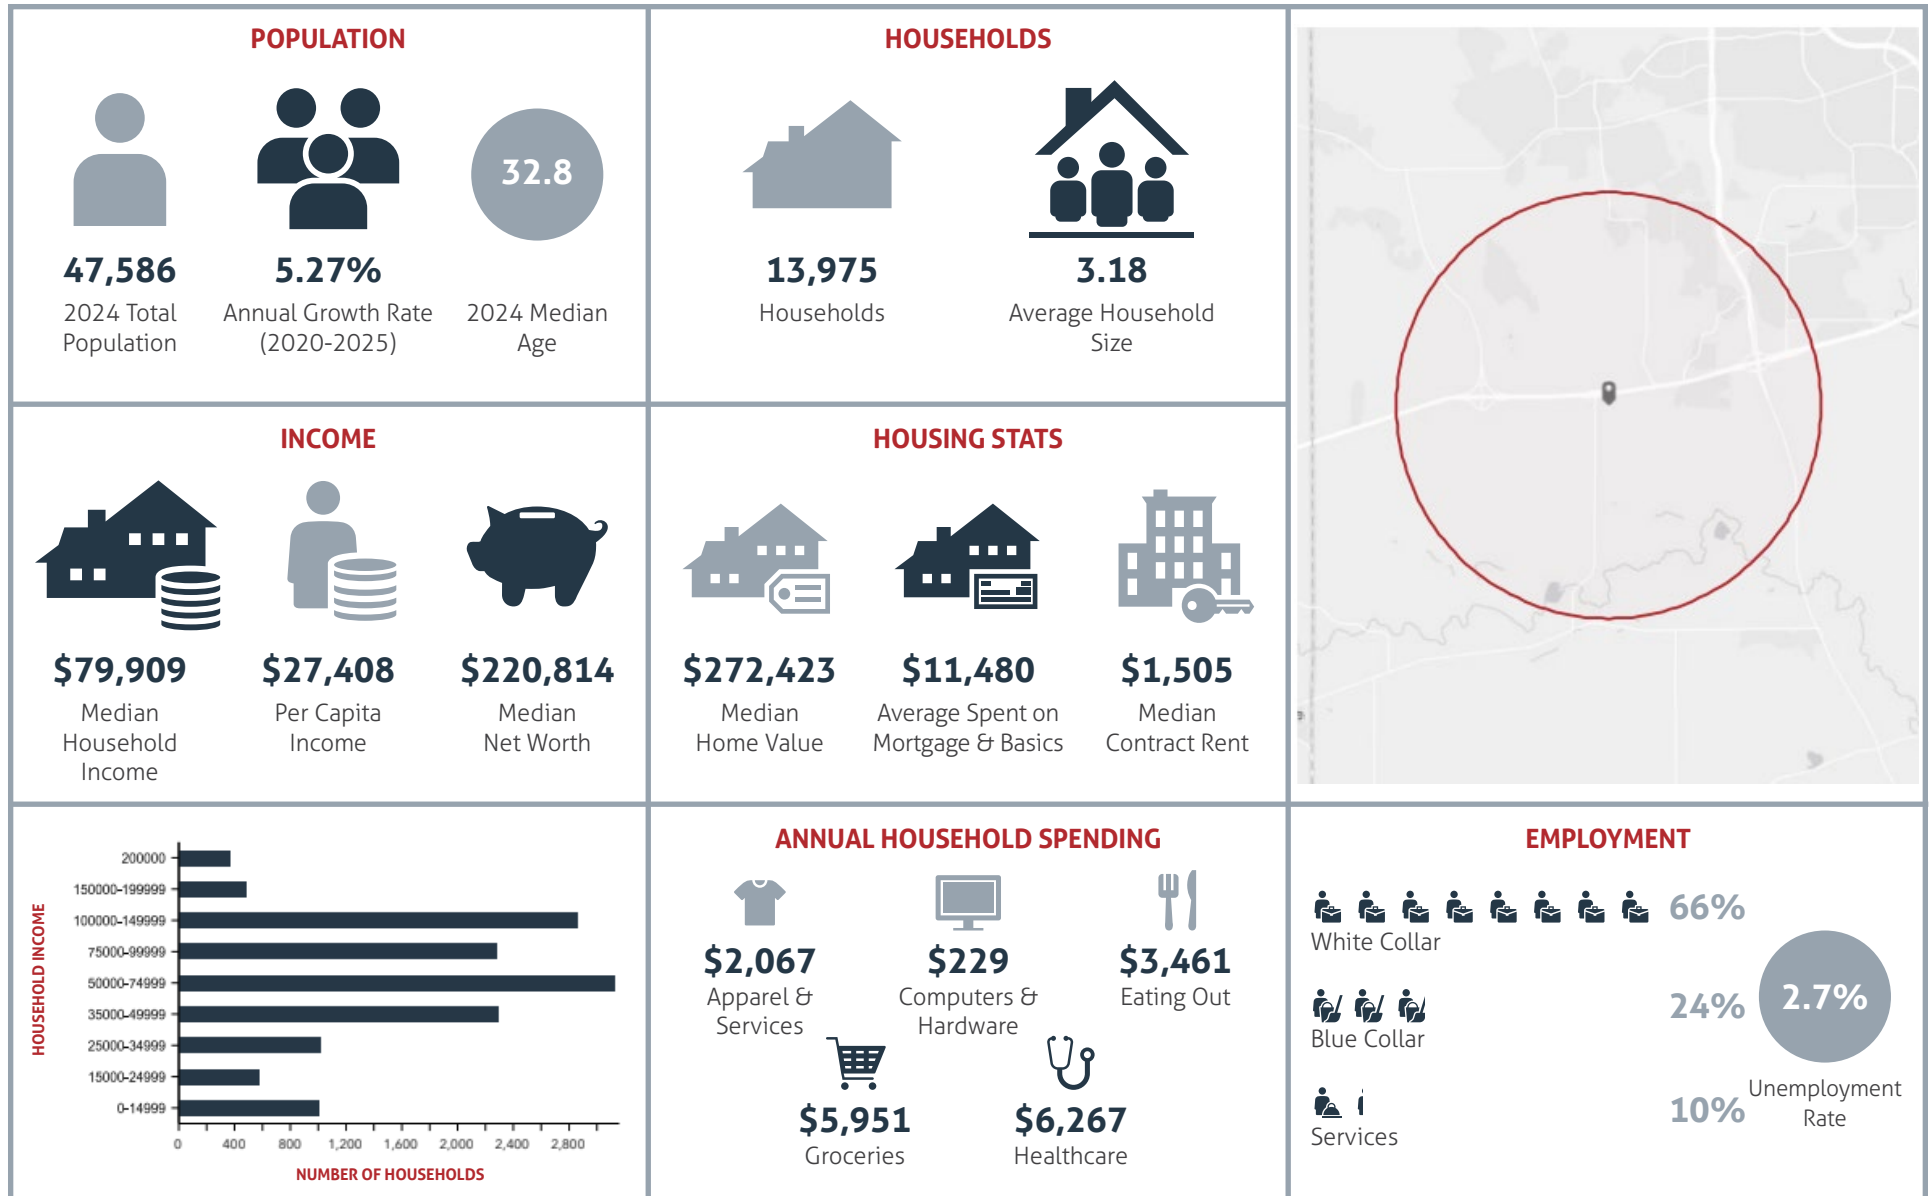 POPULATION
32.8
47,586
2024 Total
Population
5.27%
Annual Growth Rate
(2020-2025)
2024 Median
Age
HOUSEHOLDS
13,975
Households
3.18
Average Household
Size
INCOME
$79,909
Median
Household
Income
$27,408
Per Capita
Income
$220,814
Median
Net Worth
HOUSING STATS
$272,423
Median
Home Value
$11,480
Average Spent on
Mortgage & Basics
$1,505
Median
Contract Rent
HOUSEHOLD INCOME
200000
150000-199999
100000-149999
75000-99999
50000-74999
35000-49999
25000-34999
15000-24999
0-14999
0 400 800 1,200 1,600 2,000 2,400 2,800
NUMBER OF HOUSEHOLDS
ANNUAL HOUSEHOLD SPENDING
$2,067
Apparel &
Services
$229
Computers &
Hardware
$3,461
Eating Out
$5,951
Groceries
$6,267
Healthcare
EMPLOYMENT
66%
White Collar
24%
Blue Collar
10%
Services
2.7%
Unemployment
Rate